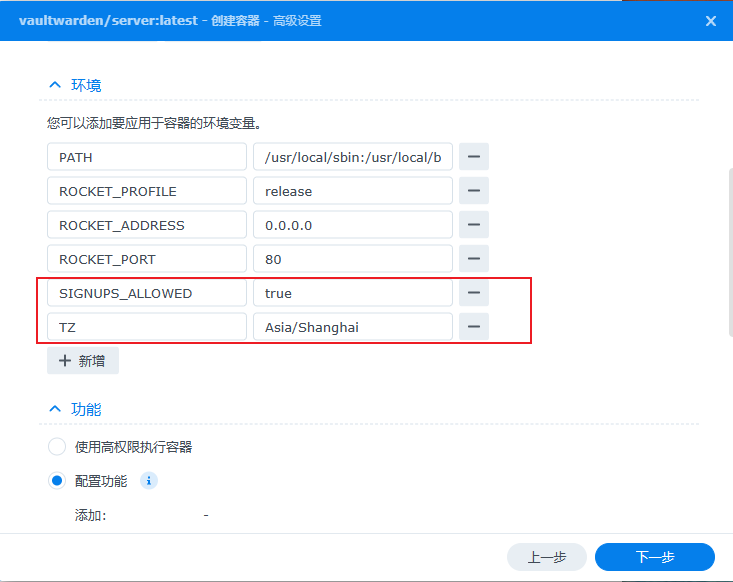 vaultwarden/server:latest - 创建容器 - 高级设置
环境
您可以添加要应用于容器的环境变量。
PATH /usr/local/sbin:/usr/local/b
ROCKET_PROFILE release
ROCKET_ADDRESS 0.0.0.0
ROCKET_PORT 80
SIGNUPS_ALLOWED true
TZ Asia/Shanghai
新增
功能
使用高权限执行容器
配置功能
添加: -
上一步 下一步